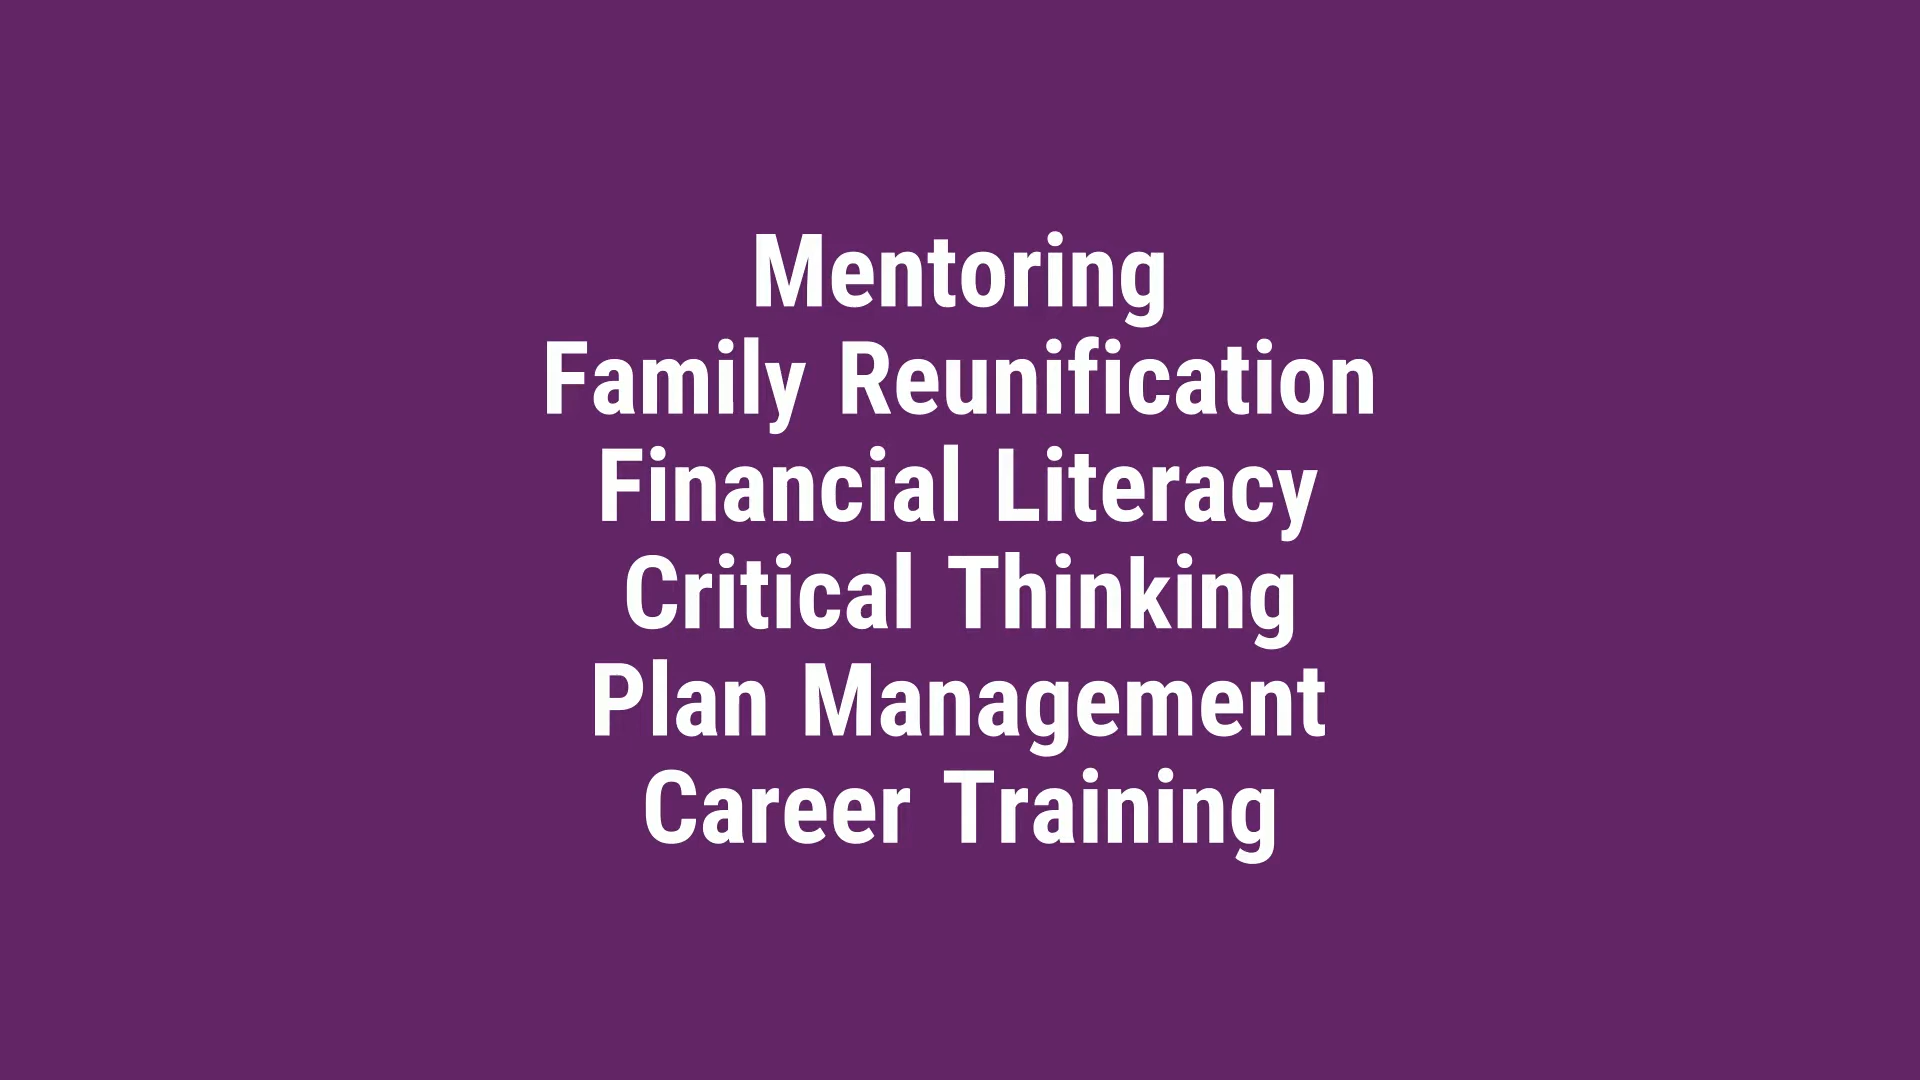 Mentoring
Family Reunification
Financial Literacy
Critical Thinking
Plan Management
Career Training